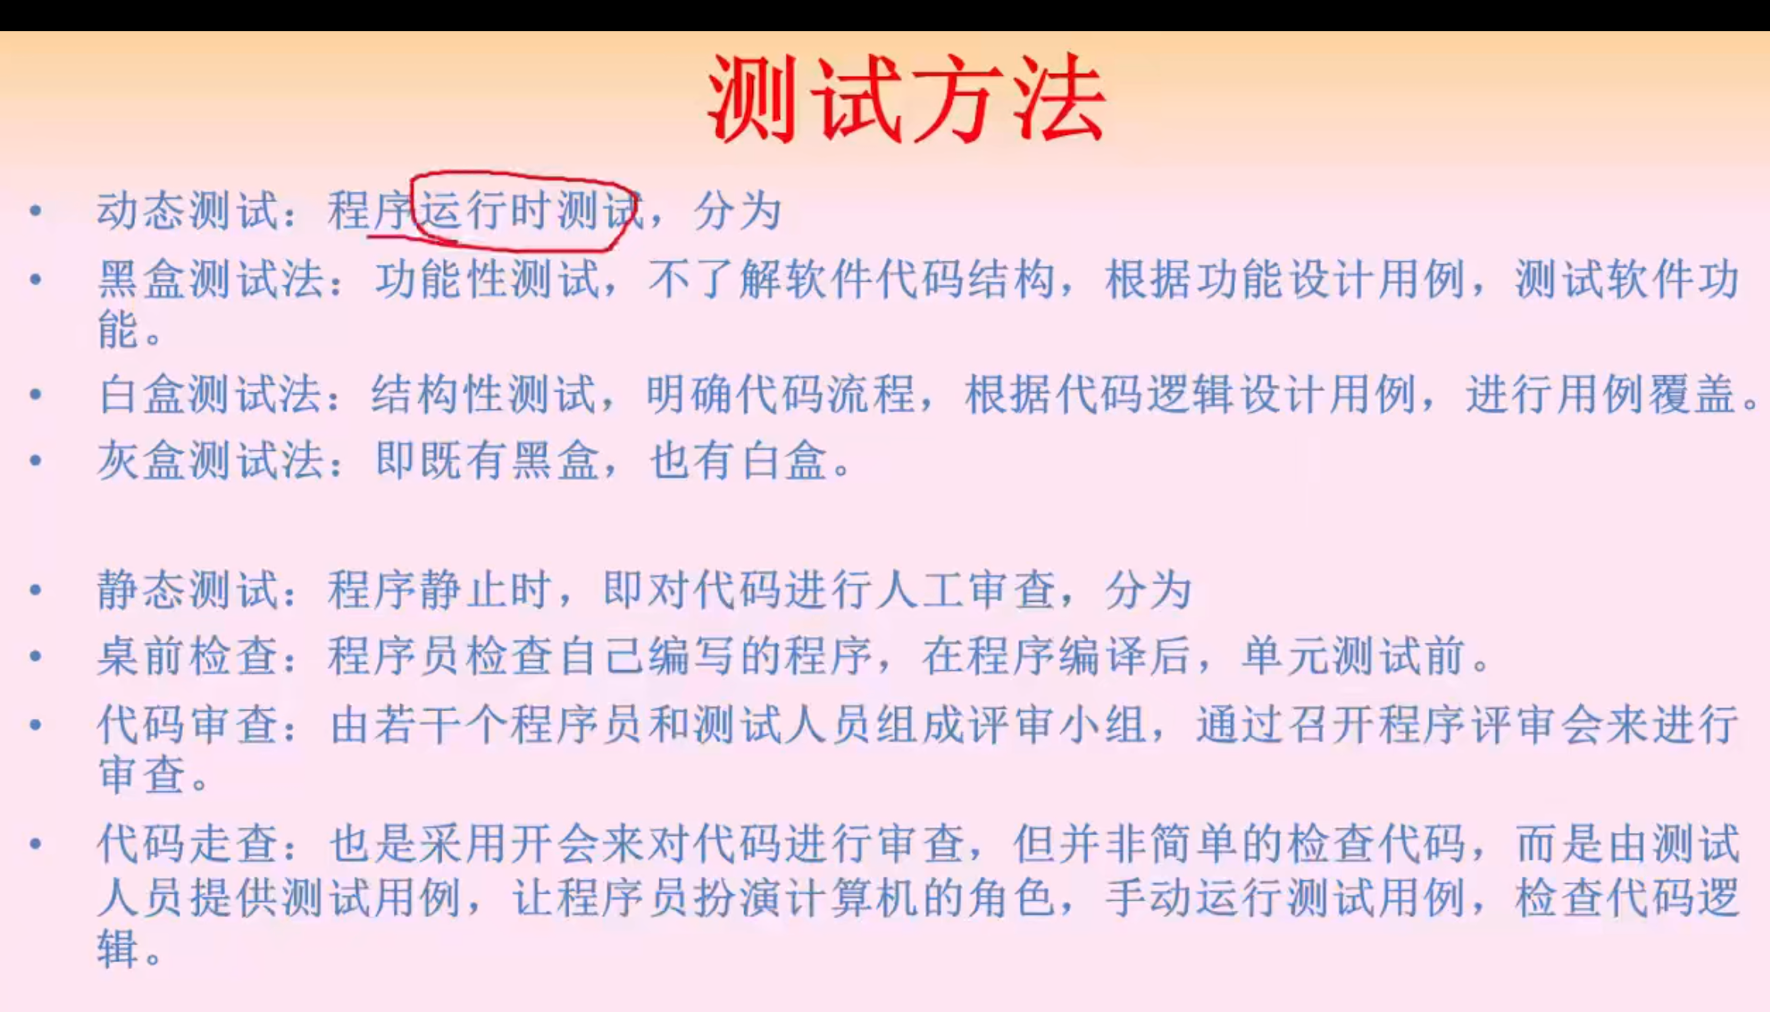 测试方法
• 动态测试：程序运行时测试，分为
• 黑盒测试法：功能性测试，不了解软件代码结构，根据功能设计用例，测试软件功
能。
• 白盒测试法：结构性测试，明确代码流程，根据代码逻辑设计用例，进行用例覆盖。
• 灰盒测试法：即既有黑盒，也有白盒。
• 静态测试：程序静止时，即对代码进行人工审查，分为
• 桌前检查：程序员检查自己编写的程序，在程序编译后，单元测试前。
• 代码审查：由若干个程序员和测试人员组成评审小组，通过召开程序评审会来进行
审查。
• 代码走查：也是采用开会来对代码进行审查，但并非简单的检查代码，而是由测试
人员提供测试用例，让程序员扮演计算机的角色，手动运行测试用例，检查代码逻
辑。